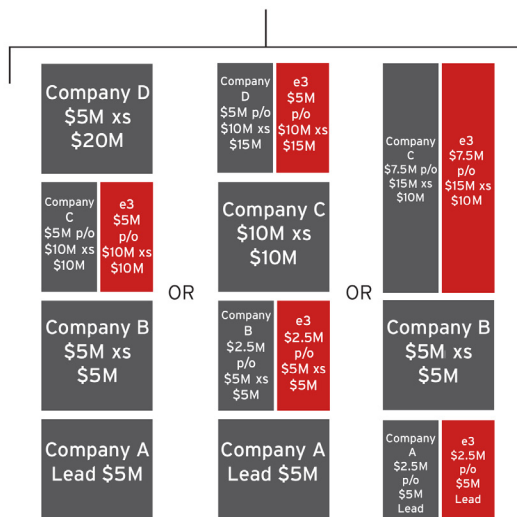 Company D
$5M xs
$20M
Company
C
$5M p/o
$10M xs
$10M
e3
$5M
p/o
$10M xs
$10M
Company B
$5M xs
$5M
Company A
Lead $5M
OR
Company
D
$5M p/o
$10M xs
$15M
e3
$5M
p/o
$10M xs
$15M
Company C
$10M xs
$10M
Company
B
$2.5M
p/o
$5M xs
$5M
e3
$2.5M
p/o
$5M xs
$5M
Company A
Lead $5M
OR
Company
C
$7.5M p/o
$15M xs
$10M
e3
$7.5M
p/o
$15M xs
$10M
Company B
$5M xs
$5M
Company
A
$2.5M
p/o
$5M
Lead
e3
$2.5M
p/o
$5M
Lead